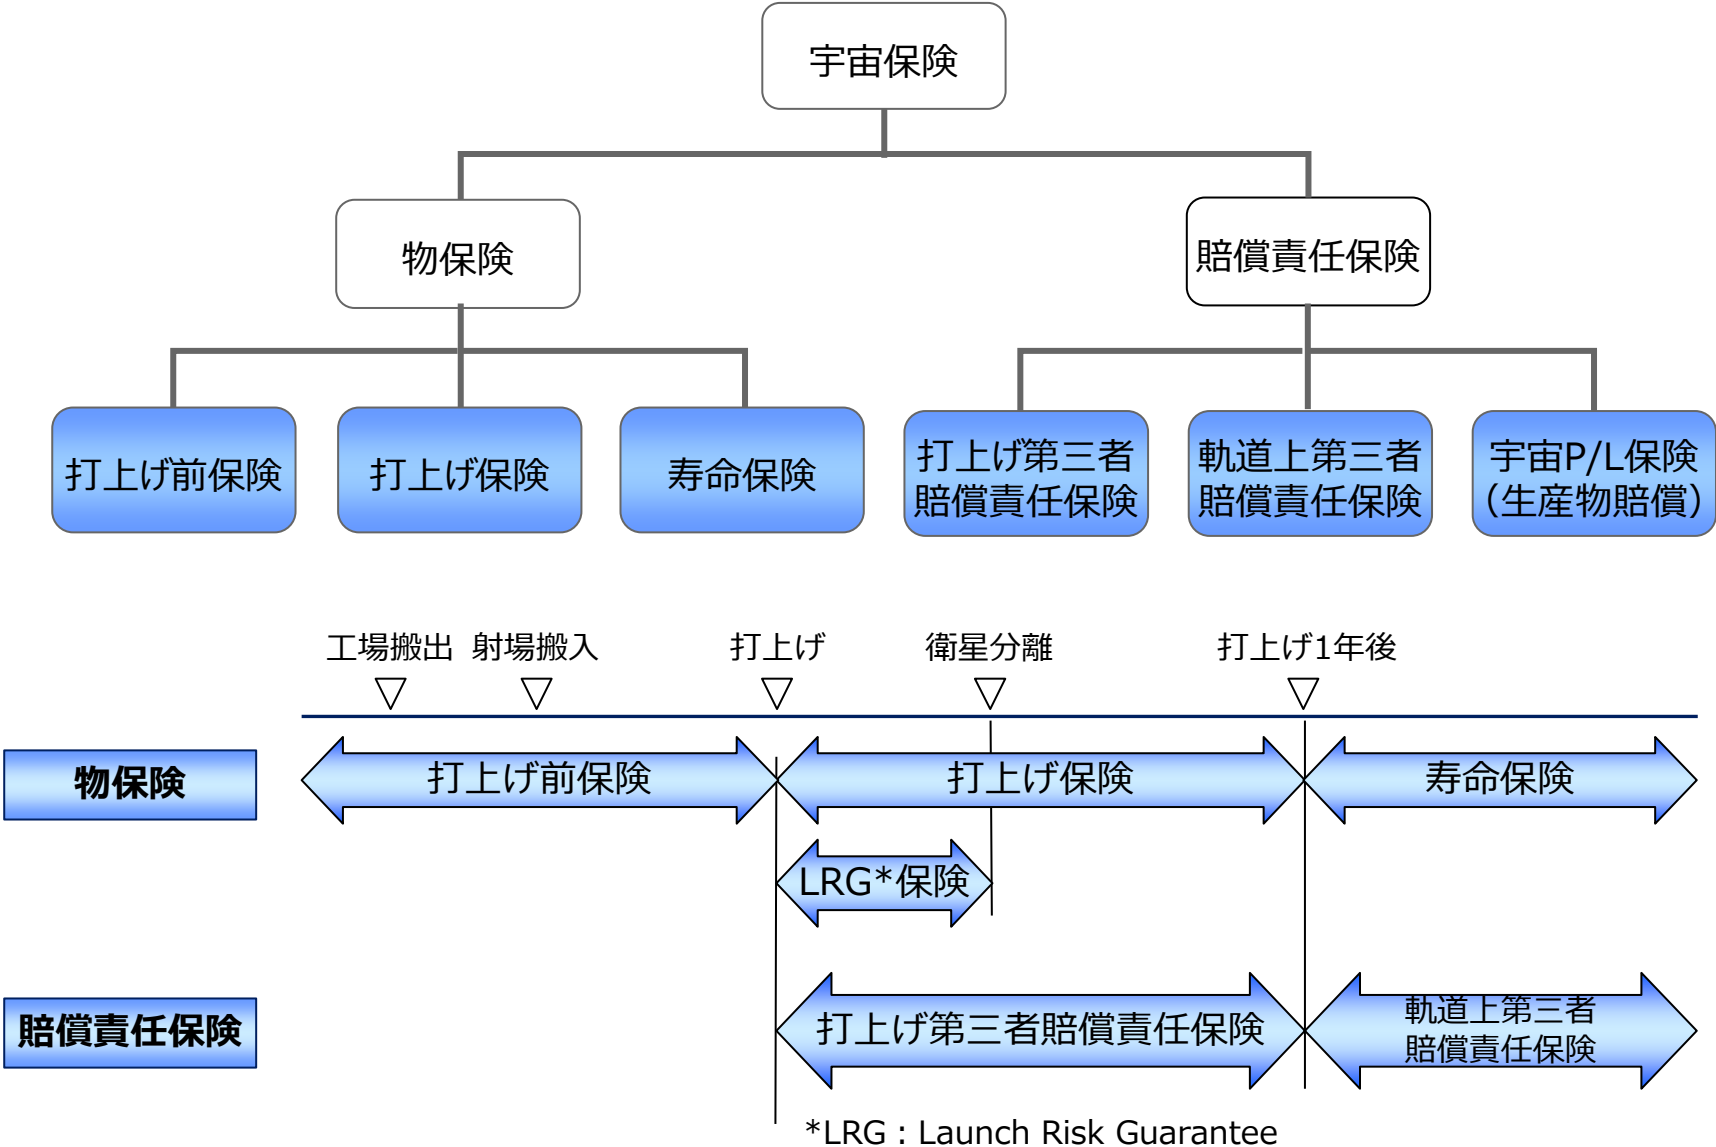 宇宙保険
物保険
賠償責任保険
打上げ前保険
打上げ保険
寿命保険
打上げ第三者
賠償責任保険
軌道上第三者
賠償責任保険
宇宙P/L保険
（生産物賠償）
工場搬出
射場搬入
打上げ
衛星分離
打上げ1年後
物保険
打上げ前保険
打上げ保険
寿命保険
LRG*保険
賠償責任保険
打上げ第三者賠償責任保険
軌道上第三者
賠償責任保険
*LRG : Launch Risk Guarantee